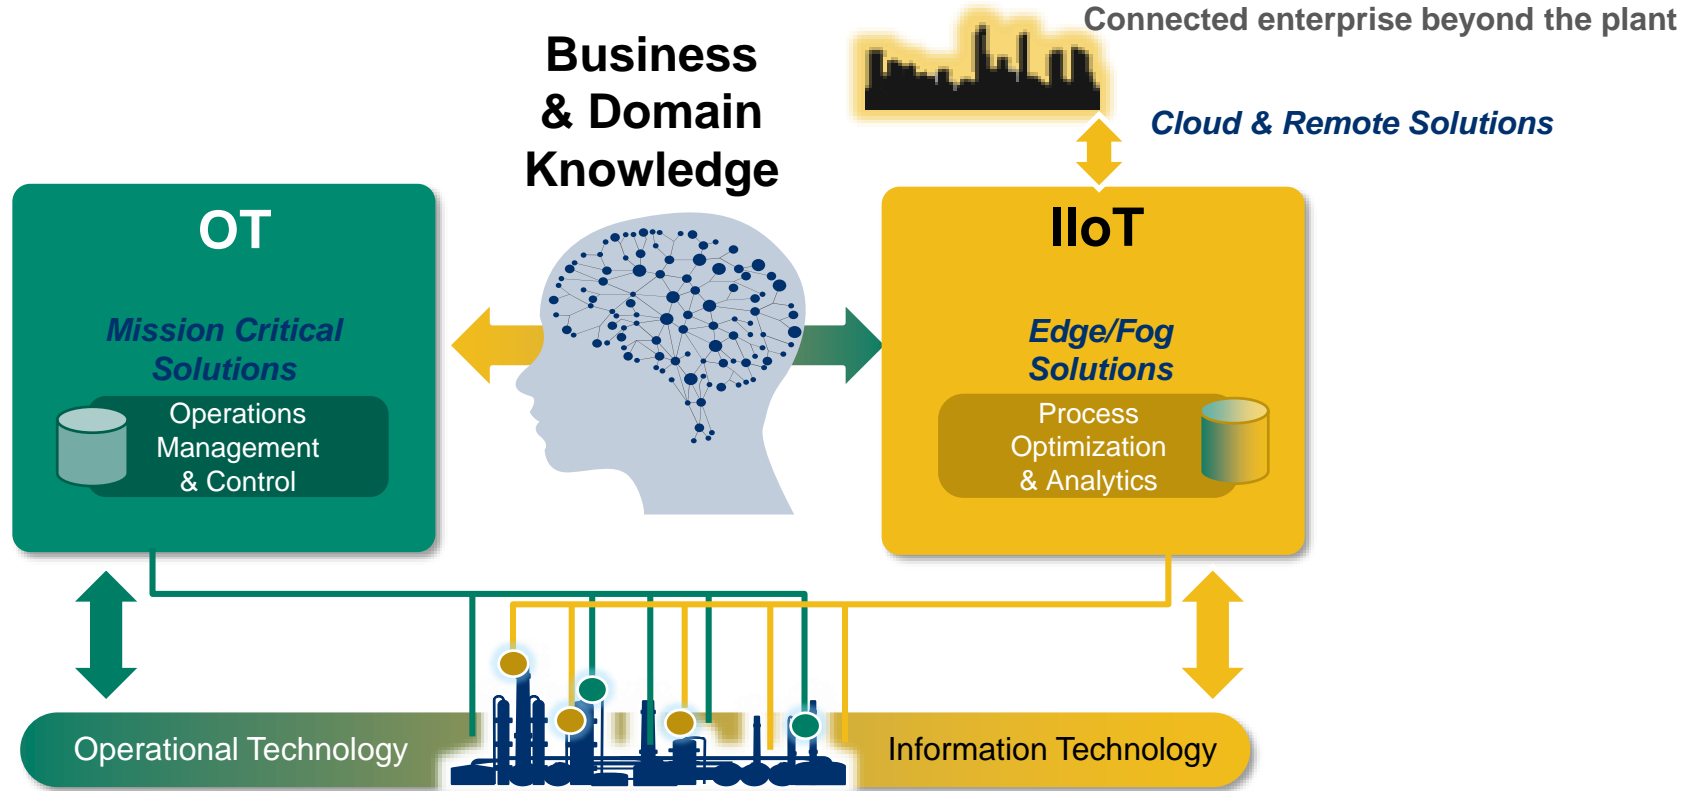 Connected enterprise beyond the plant
Business
& Domain
Knowledge
Cloud & Remote Solutions
OT
Mission Critical
Solutions
Operations
Management
& Control
IIoT
Edge/Fog
Solutions
Process
Optimization
& Analytics
Operational Technology
Information Technology